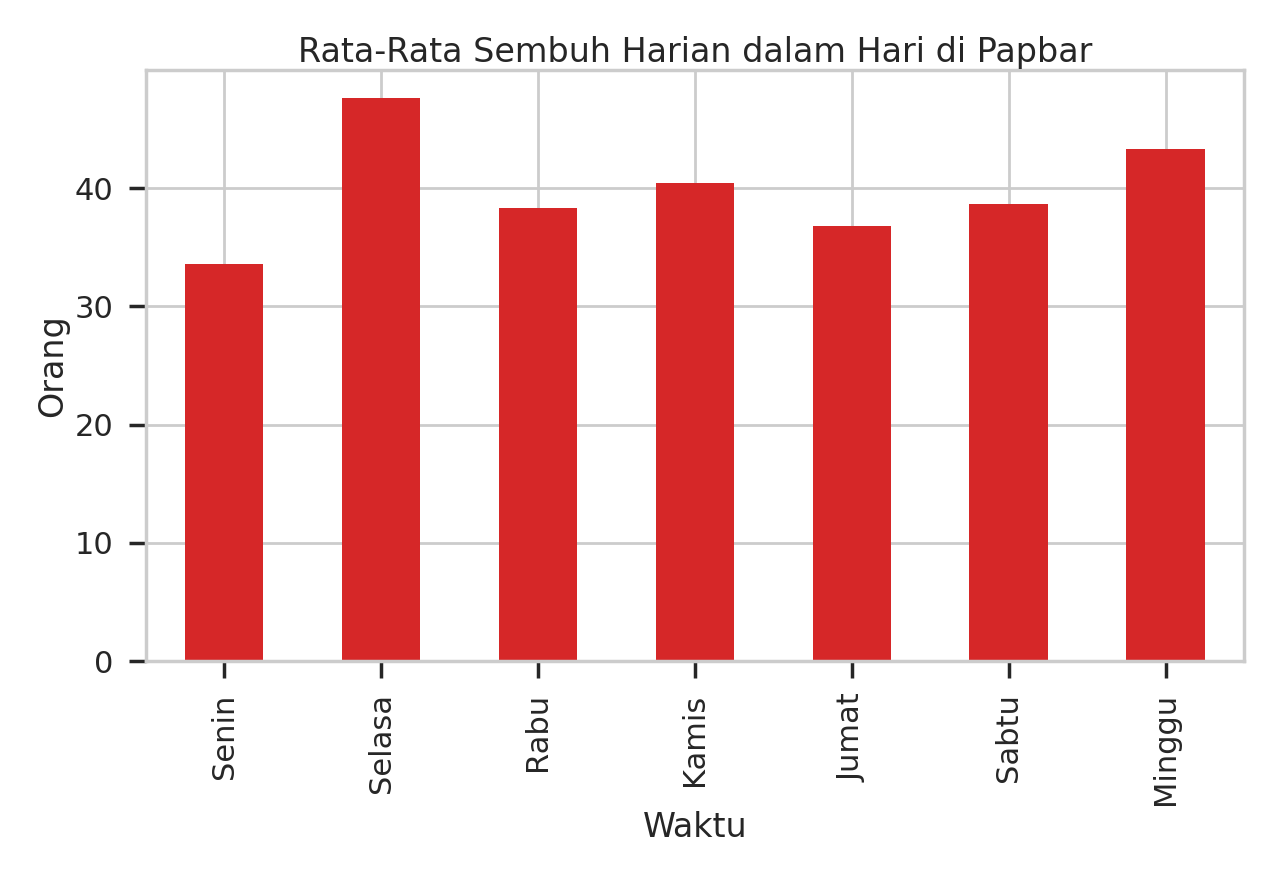 Rata-Rata Sembuh Harian dalam Hari di Papbar
Orang
40
30
20
10
0
Senin
Selasa
Rabu
Kamis
Jumat
Sabtu
Minggu
Waktu